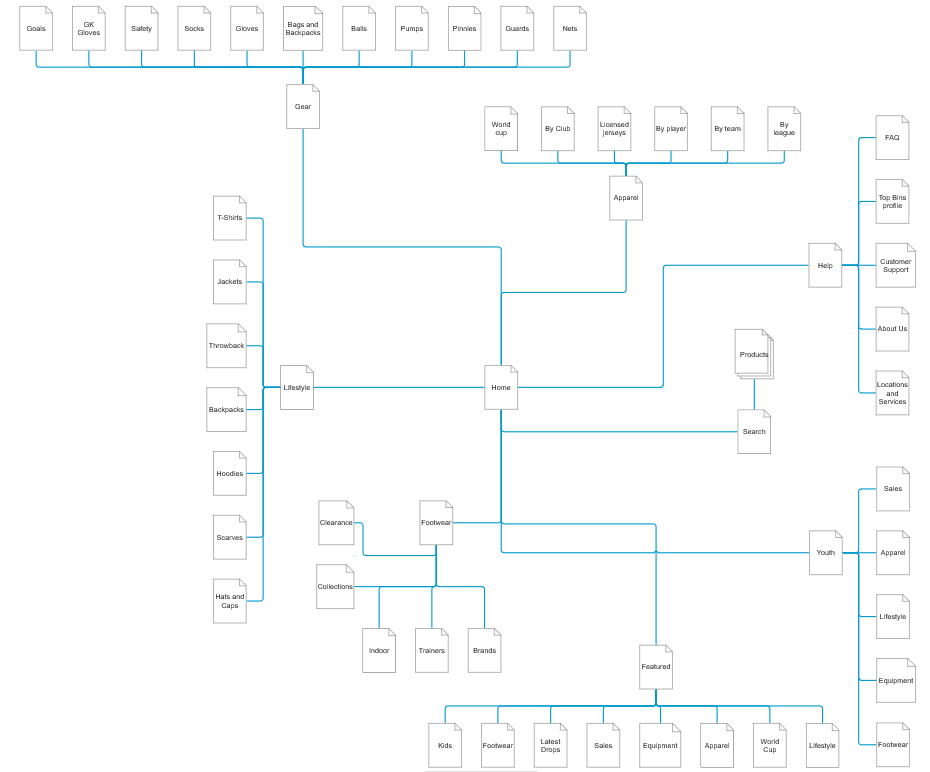 Goals
GK
Gloves
Safety
Socks
Gloves
Bags and
Backpacks
Balls
Pumps
Pinnies
Guards
Nets
Gear
World
cup
By Club
Licensed
jerseys
By player
By team
By
league
Apparel
FAQ
Top Bins
profile
Customer
Support
About Us
Locations
and
Services
Help
T-Shirts
Jackets
Throwback
Backpacks
Hoodies
Scarves
Hats and
Caps
Lifestyle
Home
Products
Search
Clearance
Footwear
Collections
Indoor
Trainers
Brands
Youth
Sales
Apparel
Lifestyle
Equipment
Footwear
Featured
Kids
Footwear
Latest
Drops
Sales
Equipment
Apparel
World
Cup
Lifestyle